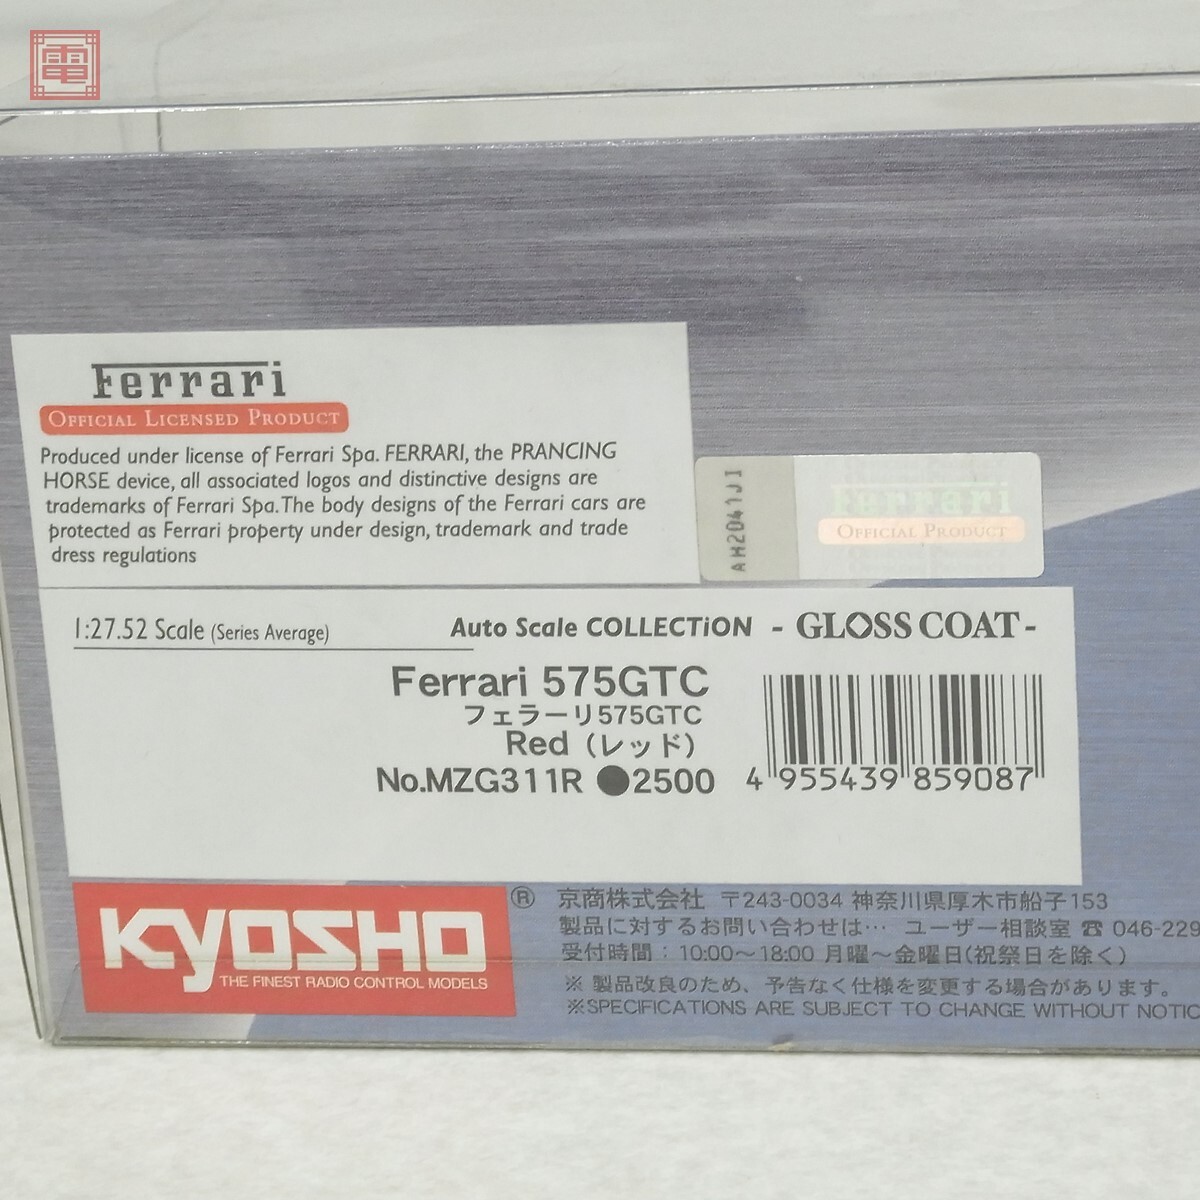 電
Ferrari
OFFICIAL LICENSED PRODUCT
Produced under license of Ferrari Spa. FERRARI, the PRANCING
HORSE device, all associated logos and distinctive designs are
trademarks of Ferrari Spa. The body designs of the Ferrari cars are
protected as Ferrari property under design, trademark and trade
dress regulations
AH2041JI
Ferrari
OFFICIAL PRODUCT
1:27.52 Scale (Series Average)
Auto Scale COLLECTiON - GLOSS COAT -
Ferrari 575GTC
フェラーリ575GTC
Red (レッド)
No.MZG311R ●2500
4 955439 859087
KYOSHO ®
THE FINEST RADIO CONTROL MODELS
京商株式会社 〒243-0034 神奈川県厚木市船子153
製品に対するお問い合わせは… ユーザー相談室 ☎ 046-229
受付時間：10:00〜18:00 月曜〜金曜日(祝祭日を除く)
※ 製品改良のため、予告なく仕様を変更する場合があります。
※SPECIFICATIONS ARE SUBJECT TO CHANGE WITHOUT NOTIC